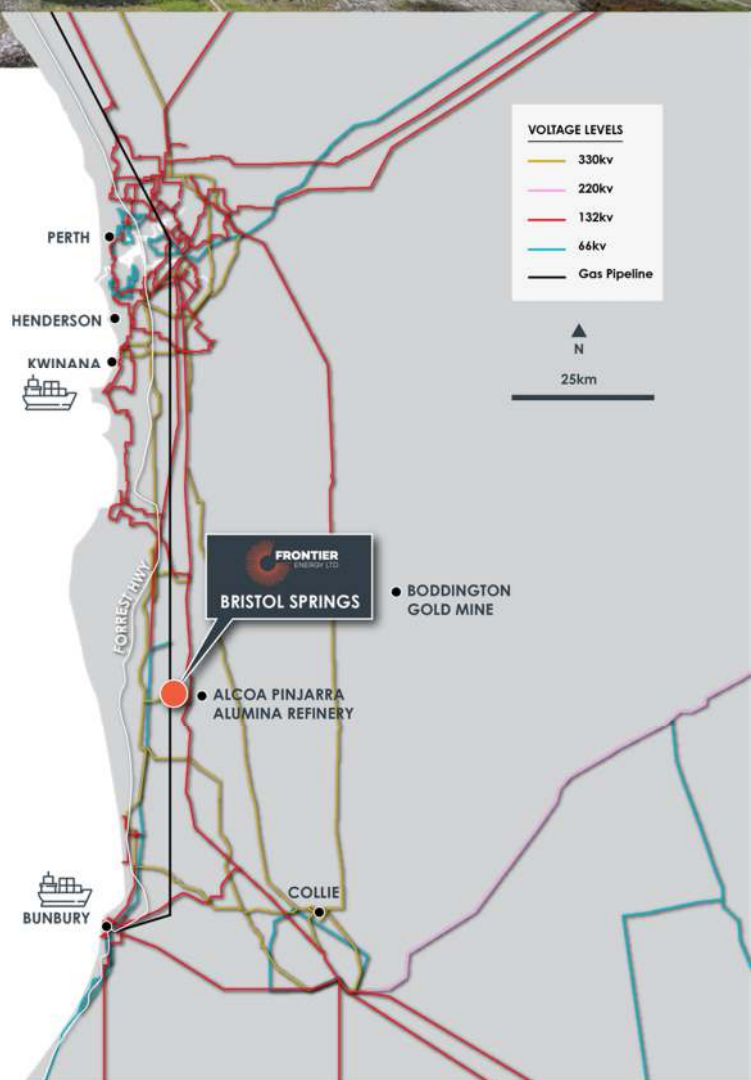 VOLTAGE LEVELS
330kv
220kv
132kv
66kv
Gas Pipeline
N
25km
PERTH
HENDERSON
KWINANA
FORREST HWY
FRONTIER
ENERGY LTD
BRISTOL SPRINGS
BODDINGTON
GOLD MINE
ALCOA PINJARRA
ALUMINA REFINERY
COLLIE
BUNBURY